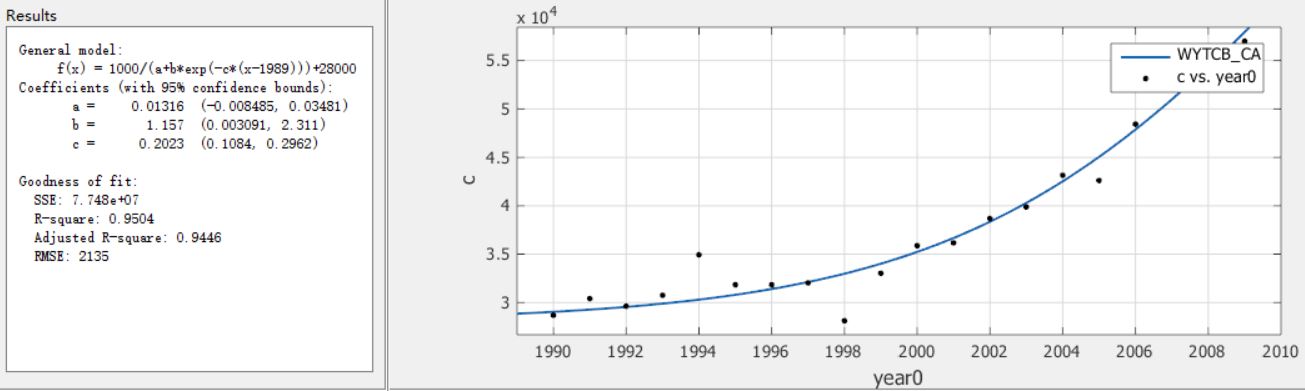 Results
General model:
f(x) = 1000/(a+b*exp(-c*(x-1989)))+28000
Coefficients (with 95% confidence bounds):
a = 0.01316 (-0.008485, 0.03481)
b = 1.157 (0.003091, 2.311)
c = 0.2023 (0.1084, 0.2962)
Goodness of fit:
SSE: 7.748e+07
R-square: 0.9504
Adjusted R-square: 0.9446
RMSE: 2135
x 10⁴
5.5
5
4.5
4
3.5
3
c
WYTCB_CA
c vs. year0
1990 1992 1994 1996 1998 2000 2002 2004 2006 2008 2010
year0